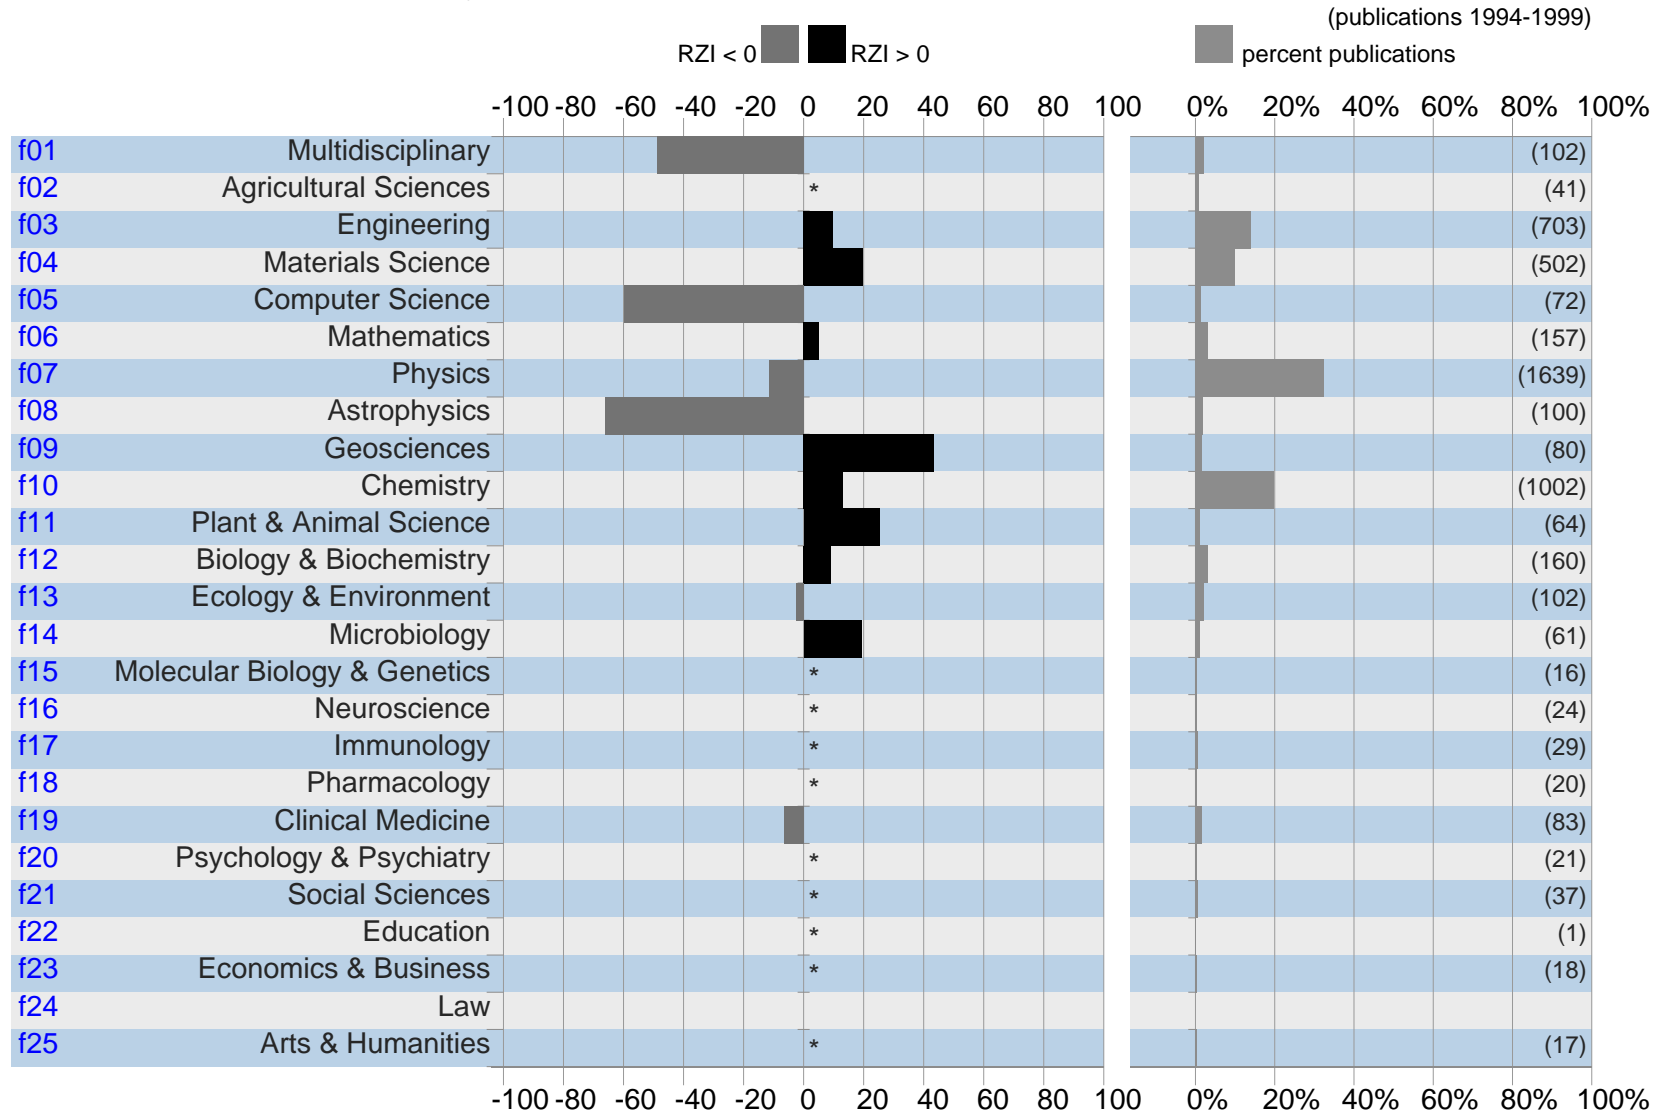 (publications 1994-1999)
RZI < 0 RZI > 0 percent publications
-100 -80 -60 -40 -20 0 20 40 60 80 100 0% 20% 40% 60% 80% 100%
f01 Multidisciplinary (102)
f02 Agricultural Sciences * (41)
f03 Engineering (703)
f04 Materials Science (502)
f05 Computer Science (72)
f06 Mathematics (157)
f07 Physics (1639)
f08 Astrophysics (100)
f09 Geosciences (80)
f10 Chemistry (1002)
f11 Plant & Animal Science (64)
f12 Biology & Biochemistry (160)
f13 Ecology & Environment (102)
f14 Microbiology (61)
f15 Molecular Biology & Genetics * (16)
f16 Neuroscience * (24)
f17 Immunology * (29)
f18 Pharmacology * (20)
f19 Clinical Medicine (83)
f20 Psychology & Psychiatry * (21)
f21 Social Sciences * (37)
f22 Education * (1)
f23 Economics & Business * (18)
f24 Law
f25 Arts & Humanities * (17)
-100 -80 -60 -40 -20 0 20 40 60 80 100 0% 20% 40% 60% 80% 100%